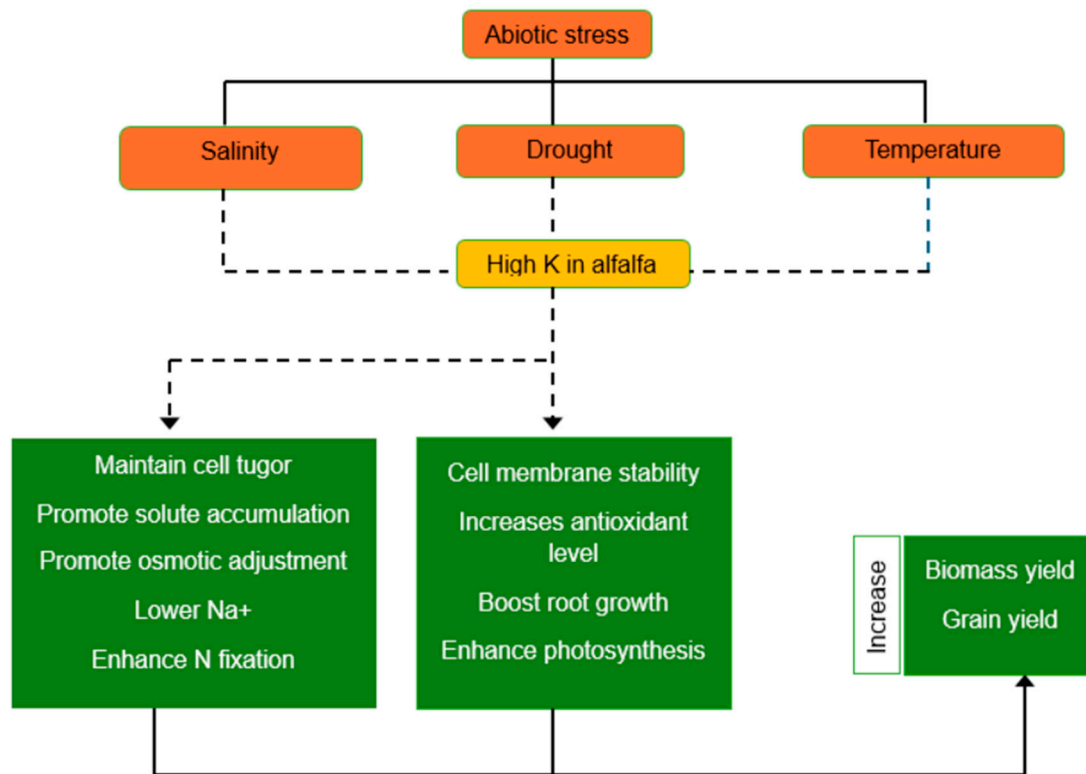 Abiotic stress
Salinity
Drought
Temperature
High K in alfalfa
Maintain cell tugor
Promote solute accumulation
Promote osmotic adjustment
Lower Na+
Enhance N fixation
Cell membrane stability
Increases antioxidant
level
Boost root growth
Enhance photosynthesis
Increase
Biomass yield
Grain yield